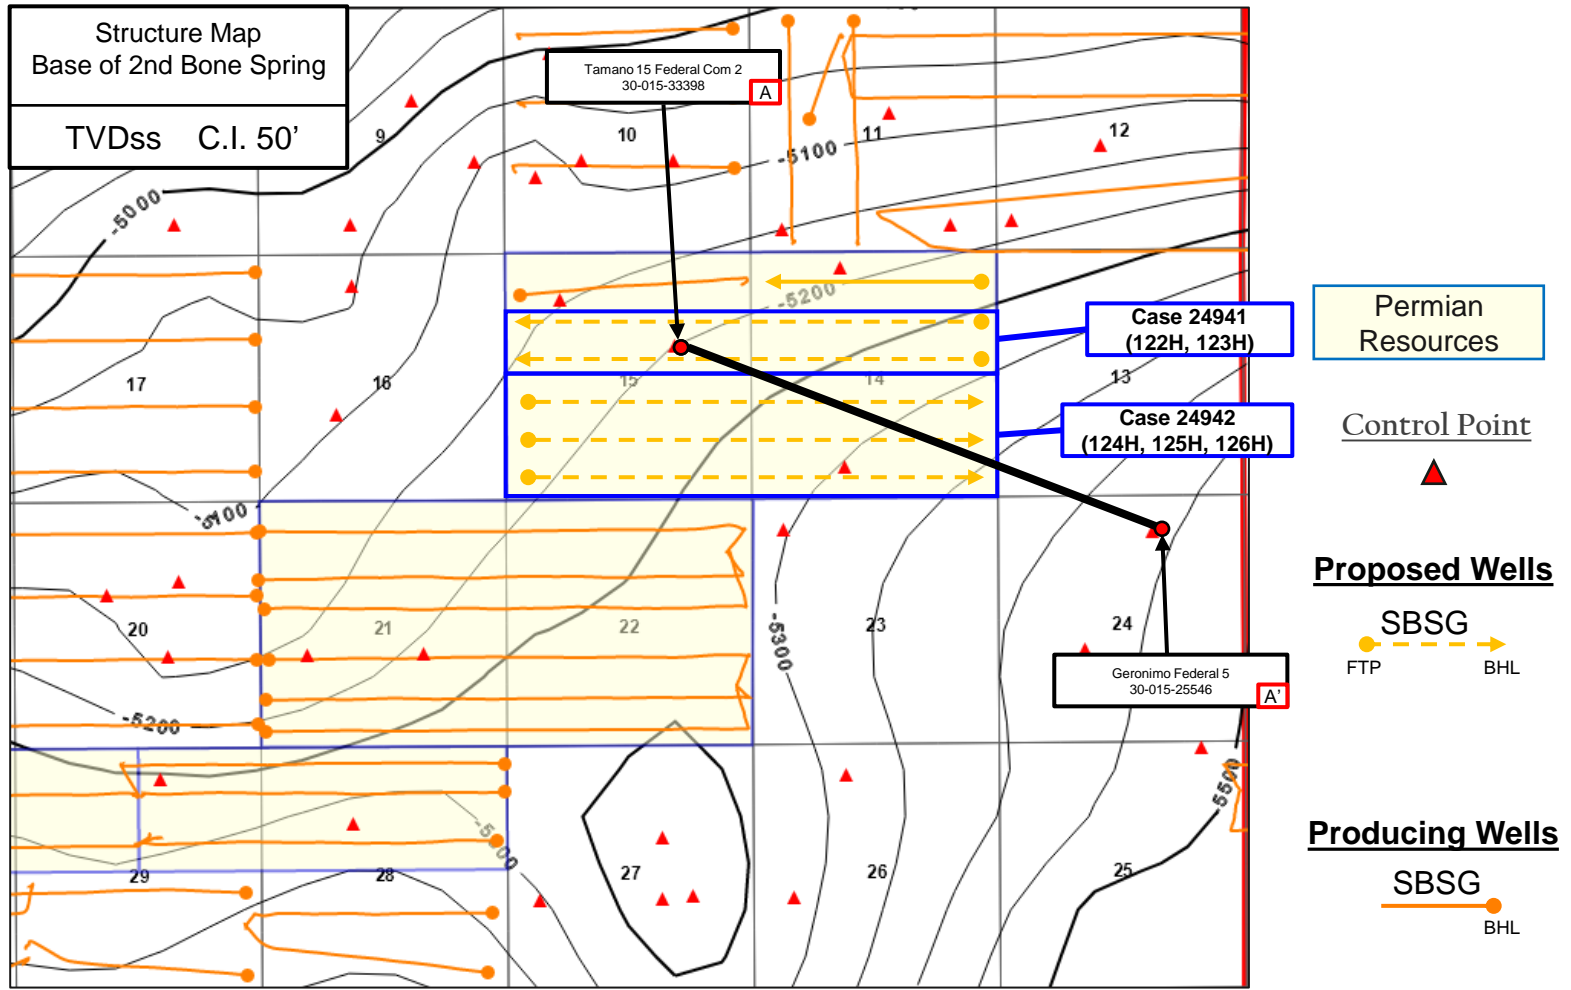 Structure Map
Base of 2nd Bone Spring
TVDss C.I. 50’
Tamano 15 Federal Com 2
30-015-33398
A
9
10
11
12
-5000
-5100
-5200
Case 24941
(122H, 123H)
Permian
Resources
17
16
15
14
13
Case 24942
(124H, 125H, 126H)
Control Point
-5100
Proposed Wells
SBSG
FTP
BHL
20
21
22
23
24
-5300
Geronimo Federal 5
30-015-25546
A’
-5200
-5500
Producing Wells
SBSG
BHL
29
28
27
26
25